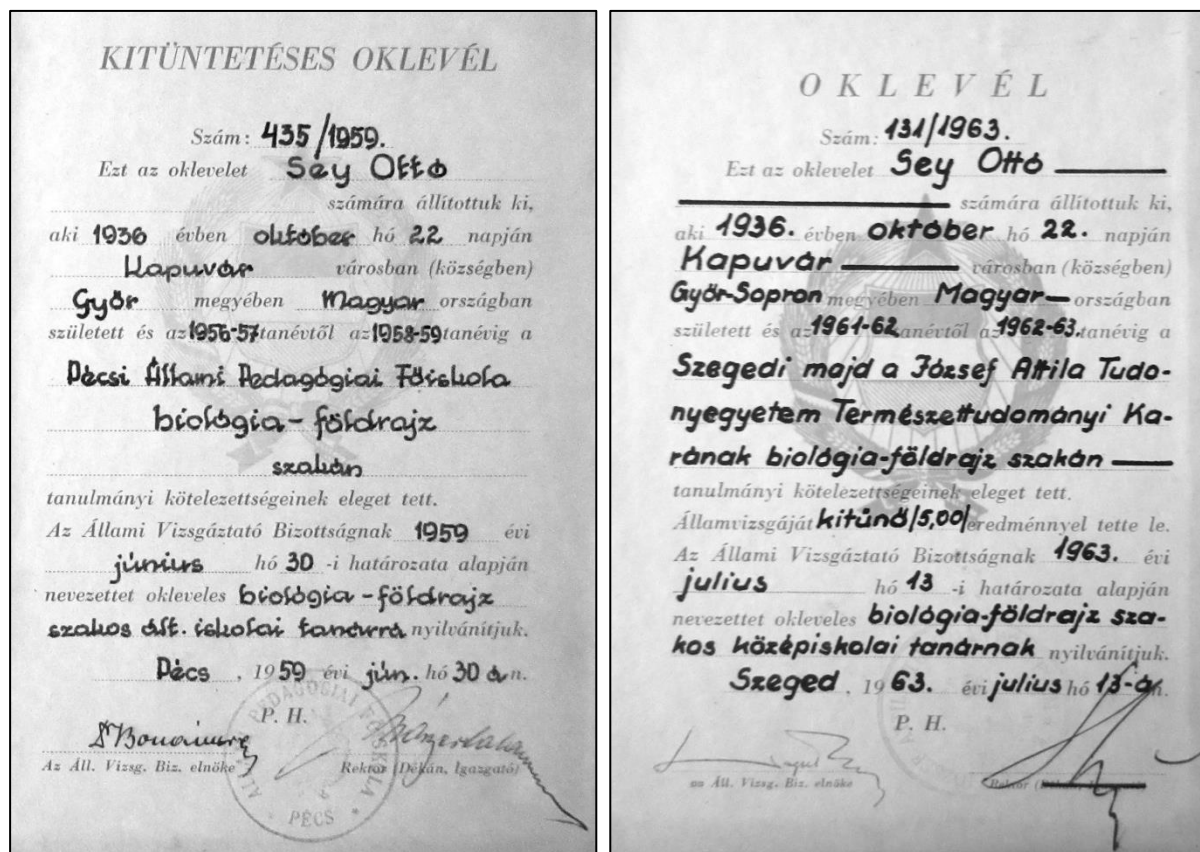 KITÜNTETÉSES OKLEVÉL
Szám: 435/1959.
Ezt az oklevelet Sey Ottó
számára állítottuk ki,
aki 1936 évben október hó 22 napján
Kapuvár városban (községben)
Győr megyében Magyar országban
született és az 1956-57 tanévtől az 1958-59 tanévig a
Pécsi Állami Pedagógiai Főiskola
biológia-földrajz
szakán
tanulmányi kötelezettségeinek eleget tett.
Az Állami Vizsgáztató Bizottságnak 1959 évi
június hó 30 -i határozata alapján
nevezettet okleveles biológia-földrajz
szakos ált. iskolai tanárrá nyilvánítjuk.
Pécs, 1959 évi jún. hó 30 án.
P. H.
Az Áll. Vizsg. Biz. elnöke Rektor (Dékán, Igazgató)
ÁLL. PEDAGÓGIAI FŐISKOLA
* PÉCS *
OKLEVÉL
Szám: 131/1963.
Ezt az oklevelet Sey Ottó
számára állítottuk ki,
aki 1936. évben október hó 22. napján
Kapuvár városban (községben)
Győr-Sopron megyében Magyar országban
született és az 1961-62 tanévtől az 1962-63. tanévig a
Szegedi majd a József Attila Tudo-
nyegyetem Természettudományi Ka-
rának biológia-földrajz szakán
tanulmányi kötelezettségeinek eleget tett.
Államvizsgáját kitűnő/5,00/ eredménnyel tette le.
Az Állami Vizsgáztató Bizottságnak 1963. évi
julius hó 13 -i határozata alapján
nevezettet okleveles biológia-földrajz sza-
kos középiskolai tanárnak nyilvánítjuk.
Szeged, 1963. évi julius hó 13-án.
P. H.
az Áll. Vizsg. Biz. elnöke Rektor